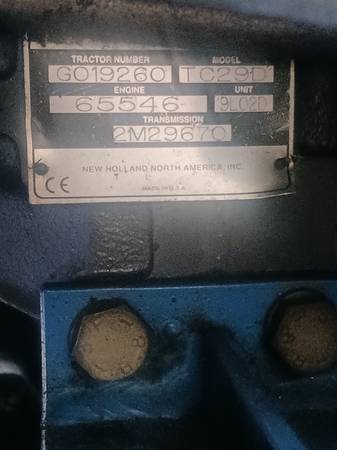 TRACTOR NUMBER MODEL
G019260 TC29D
ENGINE UNIT
65546 9L02D
TRANSMISSION
2M29670
NEW HOLLAND NORTH AMERICA, INC.
CE MADE IN U.S.A.